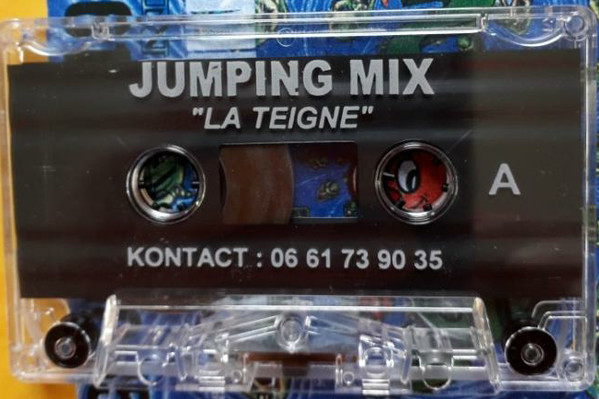 JUMPING MIX
"LA TEIGNE"
A
KONTACT : 06 61 73 90 35